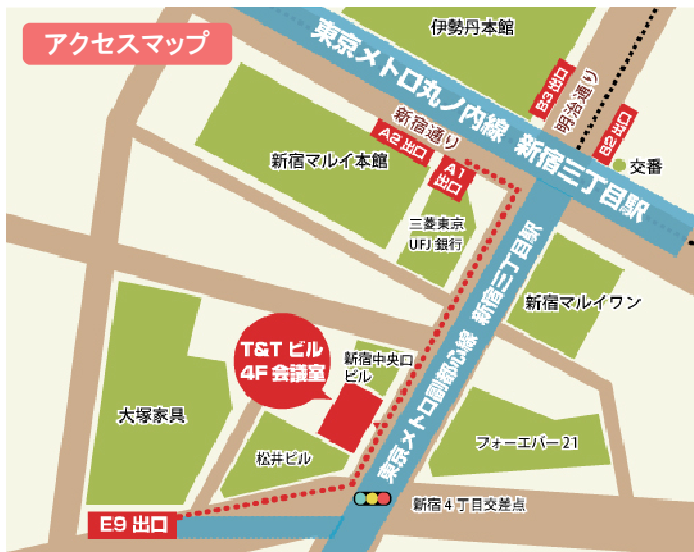 アクセスマップ
伊勢丹本館
東京メトロ丸ノ内線 新宿三丁目駅
B3出口
明治通り
B2出口
交番
新宿通り
A2出口
A1
出口
新宿マルイ本館
三菱東京
UFJ銀行
東京メトロ副都心線 新宿三丁目駅
新宿マルイワン
T&Tビル
4F会議室
新宿中央口
ビル
大塚家具
松井ビル
フォーエバー21
新宿4丁目交差点
E9出口